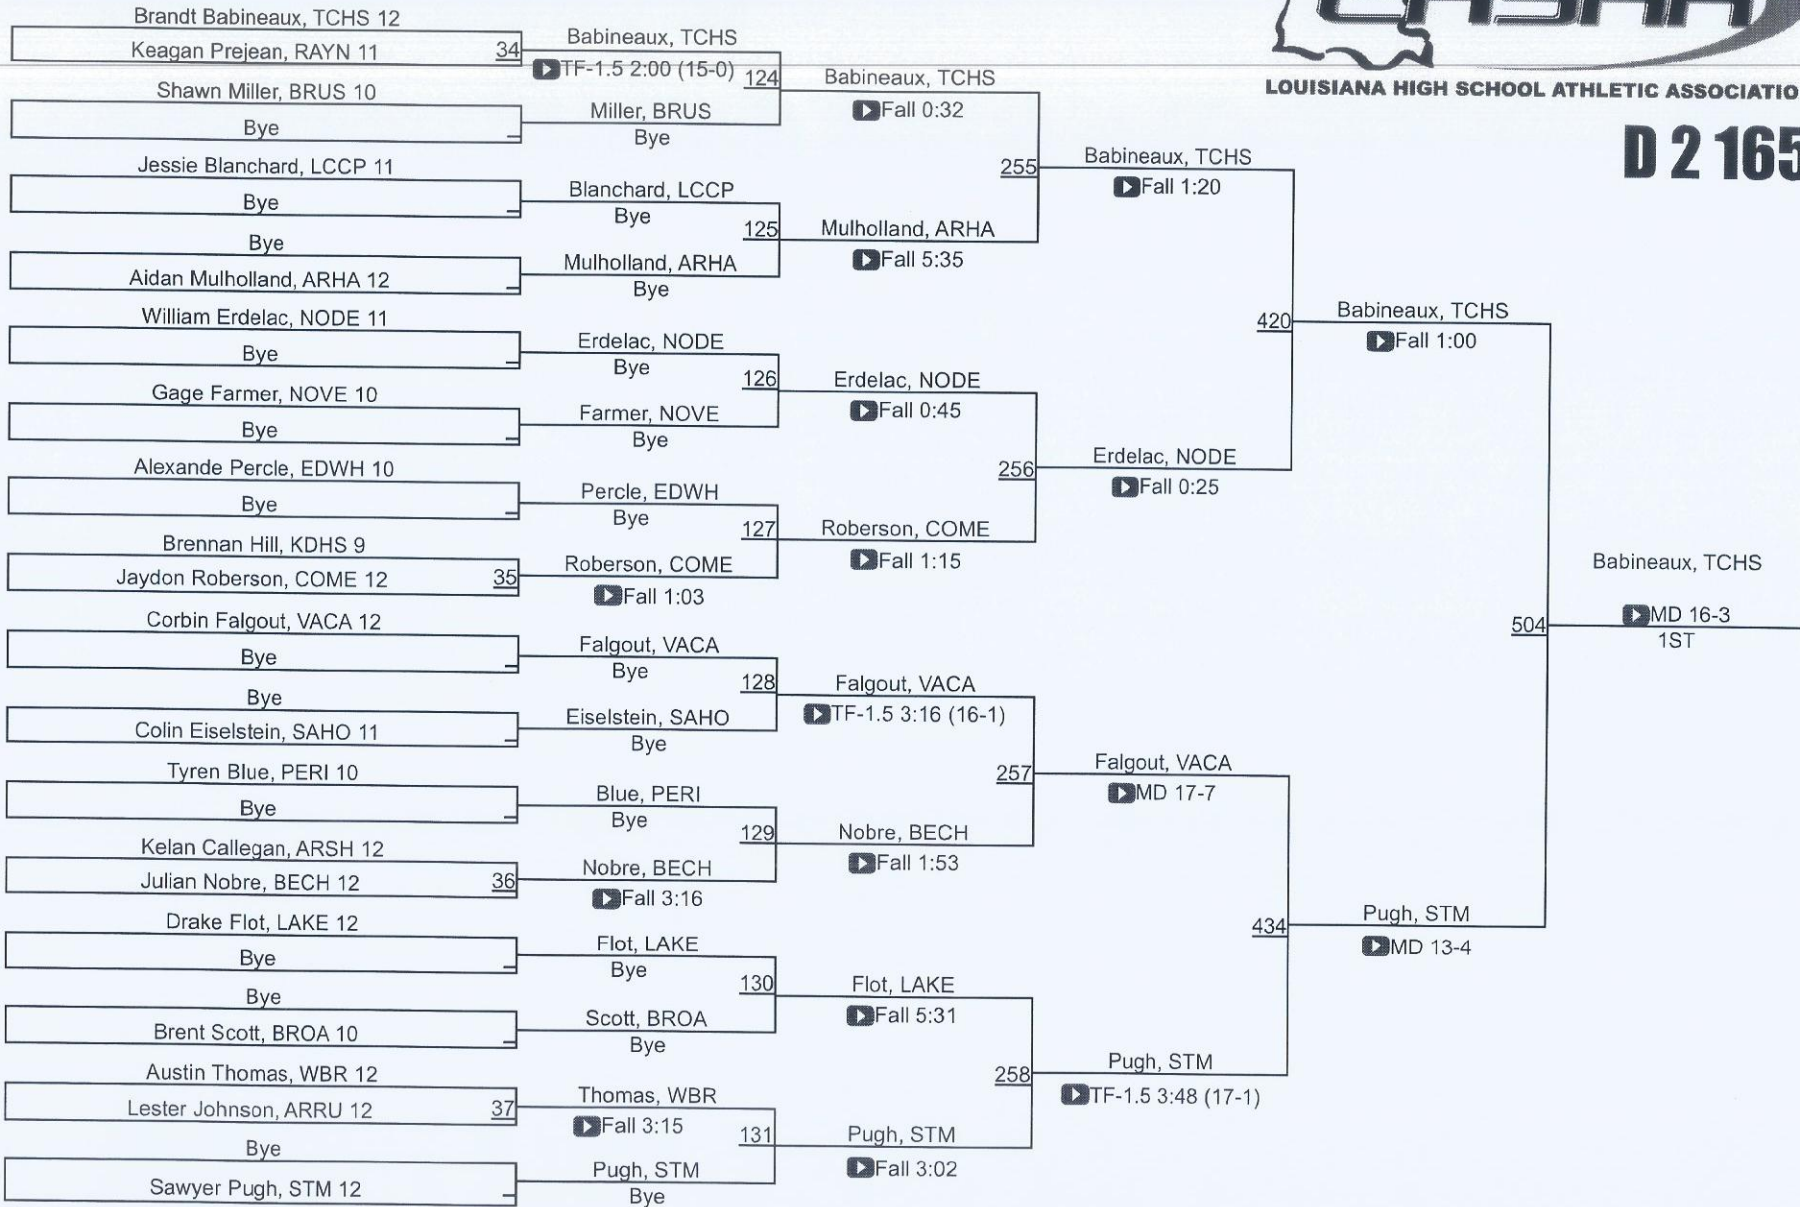 LHSAA
LOUISIANA HIGH SCHOOL ATHLETIC ASSOCIATIO
D 2 165
Brandt Babineaux, TCHS 12
Keagan Prejean, RAYN 11
34
Shawn Miller, BRUS 10
Bye
Jessie Blanchard, LCCP 11
Bye
Bye
Aidan Mulholland, ARHA 12
William Erdelac, NODE 11
Bye
Gage Farmer, NOVE 10
Bye
Alexande Percle, EDWH 10
Bye
Brennan Hill, KDHS 9
Jaydon Roberson, COME 12
35
Corbin Falgout, VACA 12
Bye
Bye
Colin Eiselstein, SAHO 11
Tyren Blue, PERI 10
Bye
Kelan Callegan, ARSH 12
Julian Nobre, BECH 12
36
Drake Flot, LAKE 12
Bye
Bye
Brent Scott, BROA 10
Austin Thomas, WBR 12
Lester Johnson, ARRU 12
37
Bye
Sawyer Pugh, STM 12
Babineaux, TCHS
TF-1.5 2:00 (15-0)
124
Miller, BRUS
Bye
Blanchard, LCCP
Bye
125
Mulholland, ARHA
Bye
Erdelac, NODE
Bye
126
Farmer, NOVE
Bye
Percle, EDWH
Bye
127
Roberson, COME
Fall 1:03
Falgout, VACA
Bye
128
Eiselstein, SAHO
Bye
Blue, PERI
Bye
129
Nobre, BECH
Fall 3:16
Flot, LAKE
Bye
130
Scott, BROA
Bye
Thomas, WBR
Fall 3:15
131
Pugh, STM
Bye
Babineaux, TCHS
Fall 0:32
255
Mulholland, ARHA
Fall 5:35
Erdelac, NODE
Fall 0:45
256
Roberson, COME
Fall 1:15
Falgout, VACA
TF-1.5 3:16 (16-1)
257
Nobre, BECH
Fall 1:53
Flot, LAKE
Fall 5:31
258
Pugh, STM
Fall 3:02
Babineaux, TCHS
Fall 1:20
420
Erdelac, NODE
Fall 0:25
Falgout, VACA
MD 17-7
434
Pugh, STM
TF-1.5 3:48 (17-1)
Babineaux, TCHS
Fall 1:00
504
Pugh, STM
MD 13-4
Babineaux, TCHS
MD 16-3
1ST